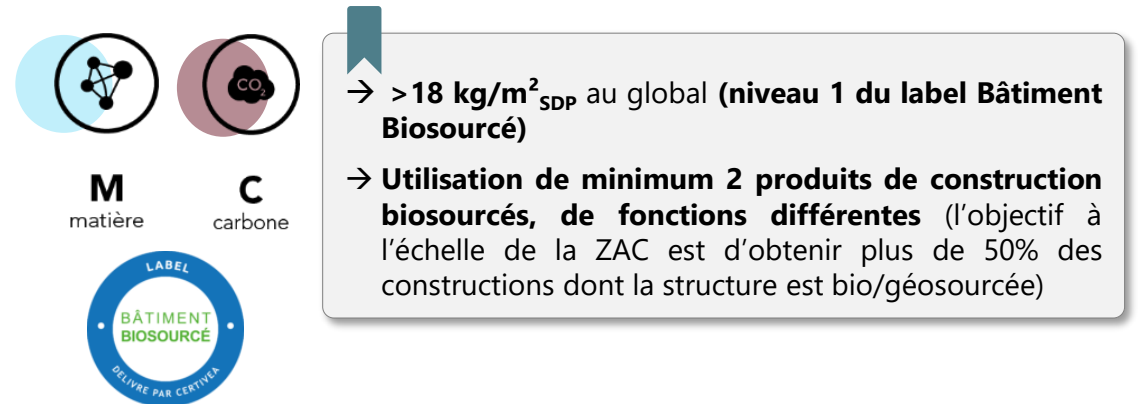 CO₂
M
matière
C
carbone
LABEL
BÂTIMENT
BIOSOURCÉ
DELIVRE PAR CERTIVEA
→ >18 kg/m²SDP au global (niveau 1 du label Bâtiment
Biosourcé)
→ Utilisation de minimum 2 produits de construction
biosourcés, de fonctions différentes (l’objectif à
l’échelle de la ZAC est d’obtenir plus de 50% des
constructions dont la structure est bio/géosourcée)